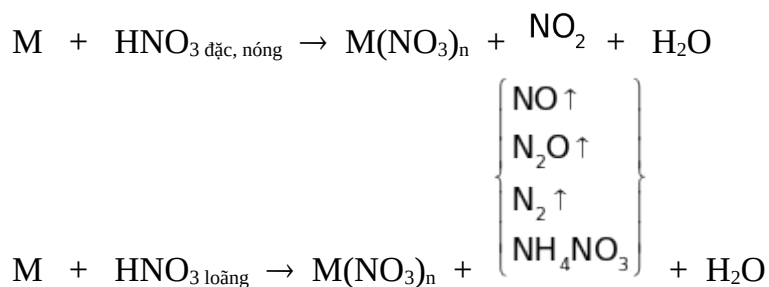 M + HNO₃ đặc, nóng → M(NO₃)ₙ + NO₂ + H₂O
NO↑
N₂O↑
N₂↑
NH₄NO₃
M + HNO₃ loãng → M(NO₃)ₙ + + H₂O